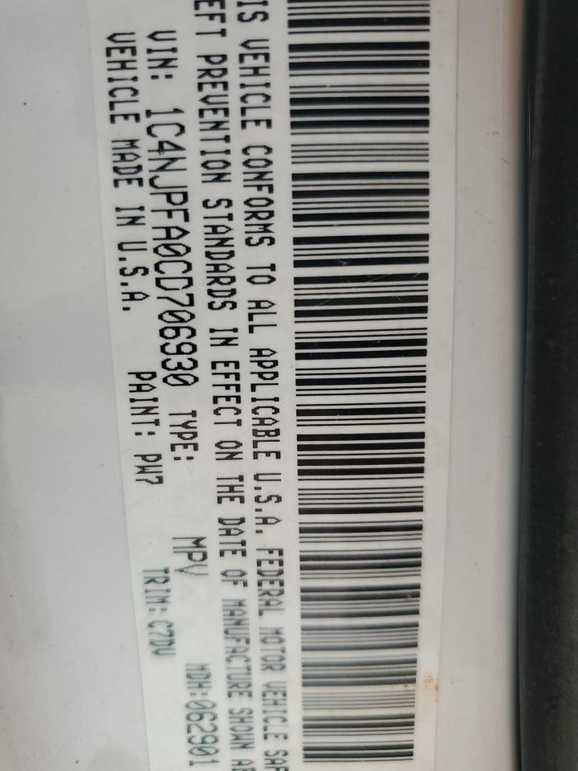 IS VEHICLE CONFORMS TO ALL APPLICABLE U.S.A. FEDERAL MOTOR VEHICLE SAF
EFT PREVENTION STANDARDS IN EFFECT ON THE DATE OF MANUFACTURE SHOWN AB
VIN: 1C4NJPFA0CD706930 TYPE: MPV MDH: 062901
VEHICLE MADE IN U.S.A. PAINT: PW7 TRIM: C7DV